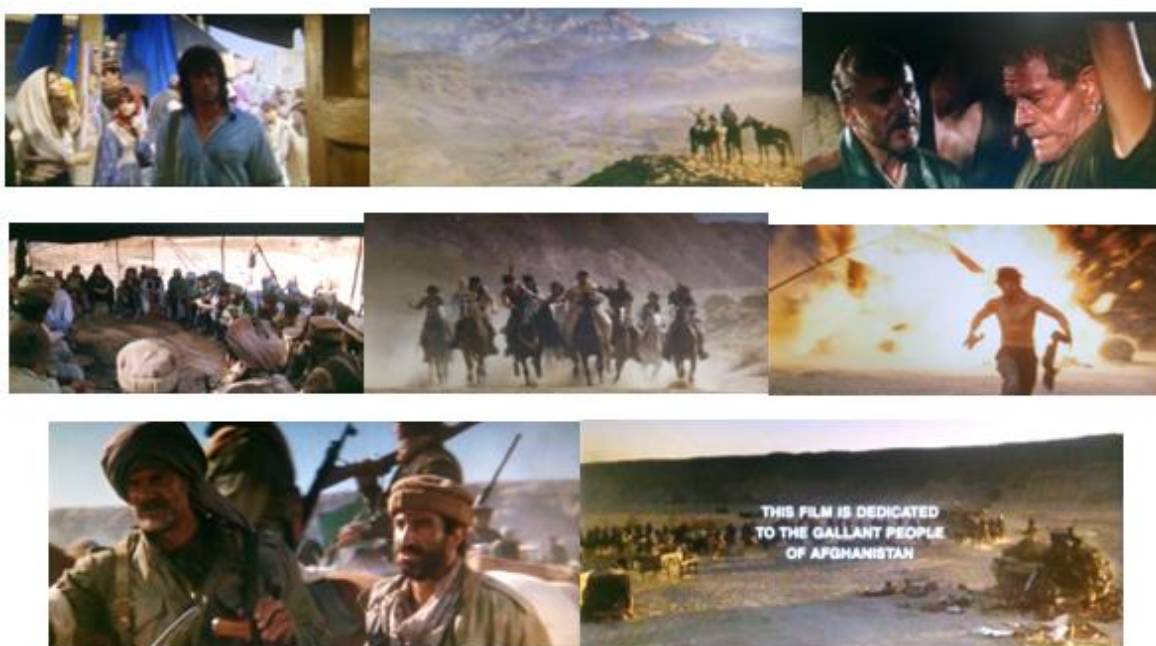 THIS FILM IS DEDICATED
TO THE GALLANT PEOPLE
OF AFGHANISTAN